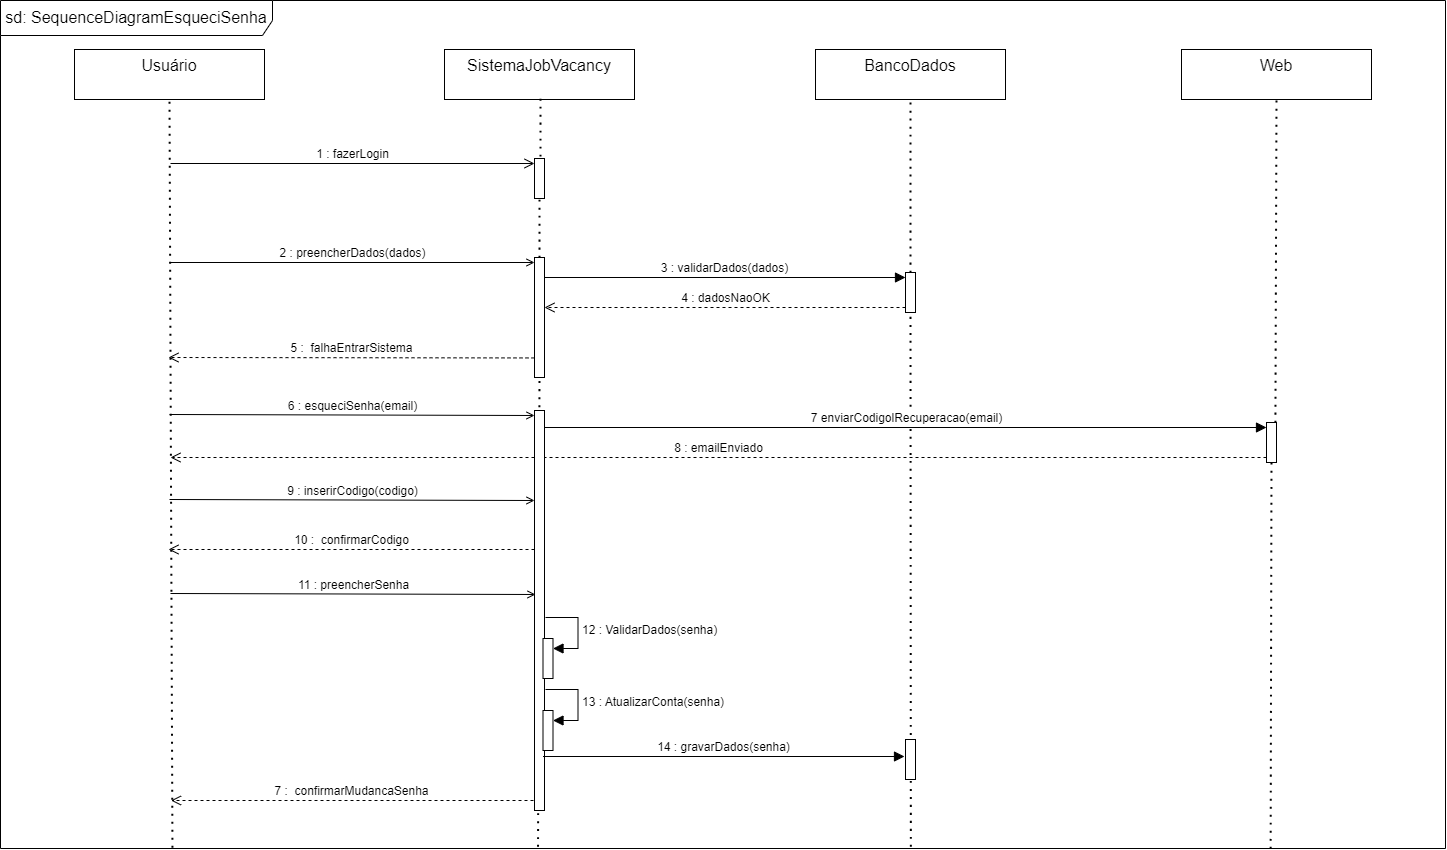 sd: SequenceDiagramEsqueciSenha
Usuário
SistemaJobVacancy
BancoDados
Web
1 : fazerLogin
2 : preencherDados(dados)
3 : validarDados(dados)
4 : dadosNaoOK
5 :  falhaEntrarSistema
6 : esqueciSenha(email)
7 enviarCodigolRecuperacao(email)
8 : emailEnviado
9 : inserirCodigo(codigo)
10 :  confirmarCodigo
11 : preencherSenha
12 : ValidarDados(senha)
13 : AtualizarConta(senha)
14 : gravarDados(senha)
7 :  confirmarMudancaSenha